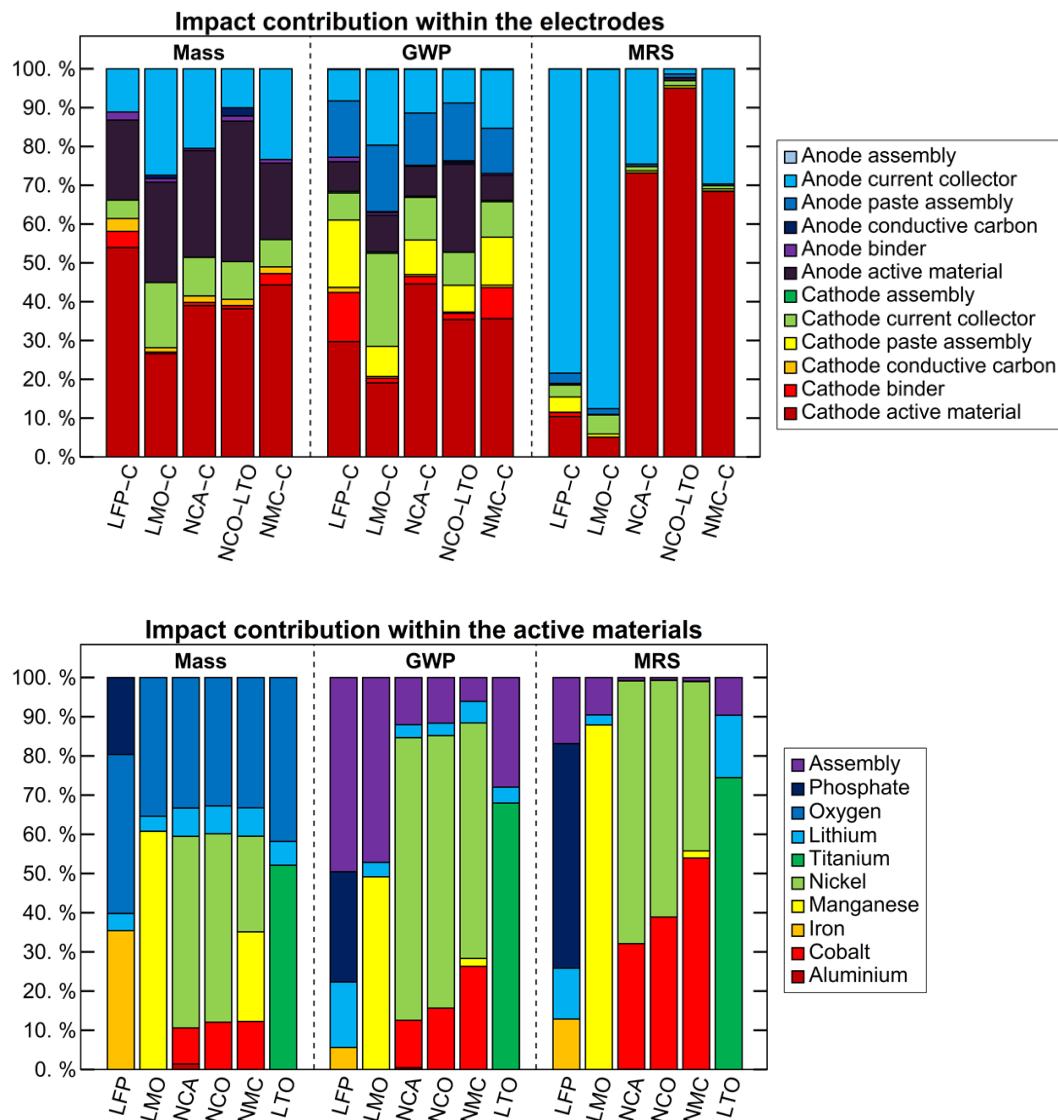 Impact contribution within the electrodes
Mass GWP MRS
100. %
90. %
80. %
70. %
60. %
50. %
40. %
30. %
20. %
10. %
0. %
LFP−C LMO−C NCA−C NCO−LTO NMC−C LFP−C LMO−C NCA−C NCO−LTO NMC−C LFP−C LMO−C NCA−C NCO−LTO NMC−C
Anode assembly
Anode current collector
Anode paste assembly
Anode conductive carbon
Anode binder
Anode active material
Cathode assembly
Cathode current collector
Cathode paste assembly
Cathode conductive carbon
Cathode binder
Cathode active material
Impact contribution within the active materials
Mass GWP MRS
100. %
90. %
80. %
70. %
60. %
50. %
40. %
30. %
20. %
10. %
0. %
LFP LMO NCA NCO NMC LTO LFP LMO NCA NCO NMC LTO LFP LMO NCA NCO NMC LTO
Assembly
Phosphate
Oxygen
Lithium
Titanium
Nickel
Manganese
Iron
Cobalt
Aluminium